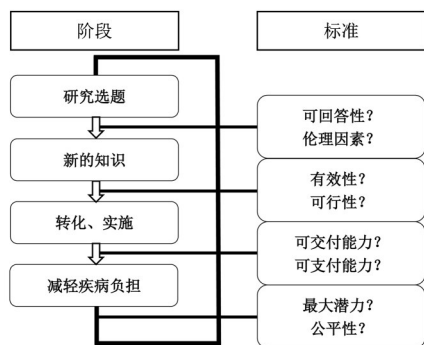 阶段
标准
研究选题
新的知识
转化、实施
减轻疾病负担
可回答性？
伦理因素？
有效性？
可行性？
可交付能力？
可支付能力？
最大潜力？
公平性？